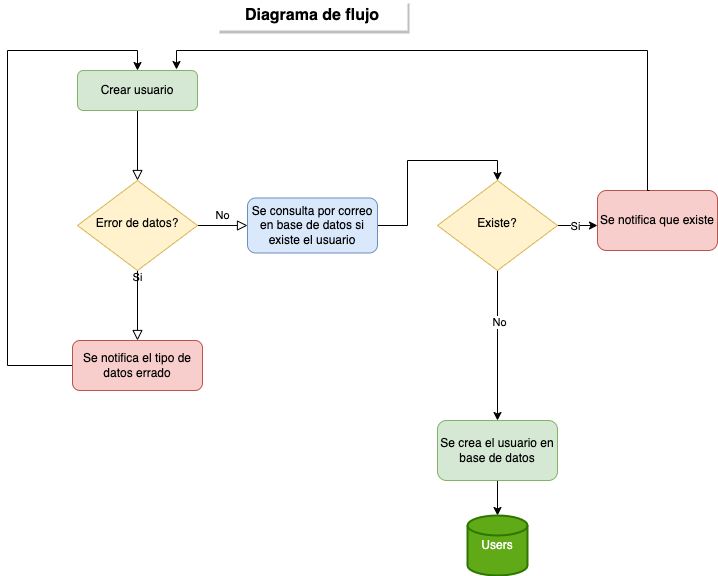 Diagrama de flujo
Crear usuario
Error de datos?
No
Se consulta por correo
en base de datos si
existe el usuario
Existe?
Si
Se notifica que existe
Si
No
Se notifica el tipo de
datos errado
Se crea el usuario en
base de datos
Users